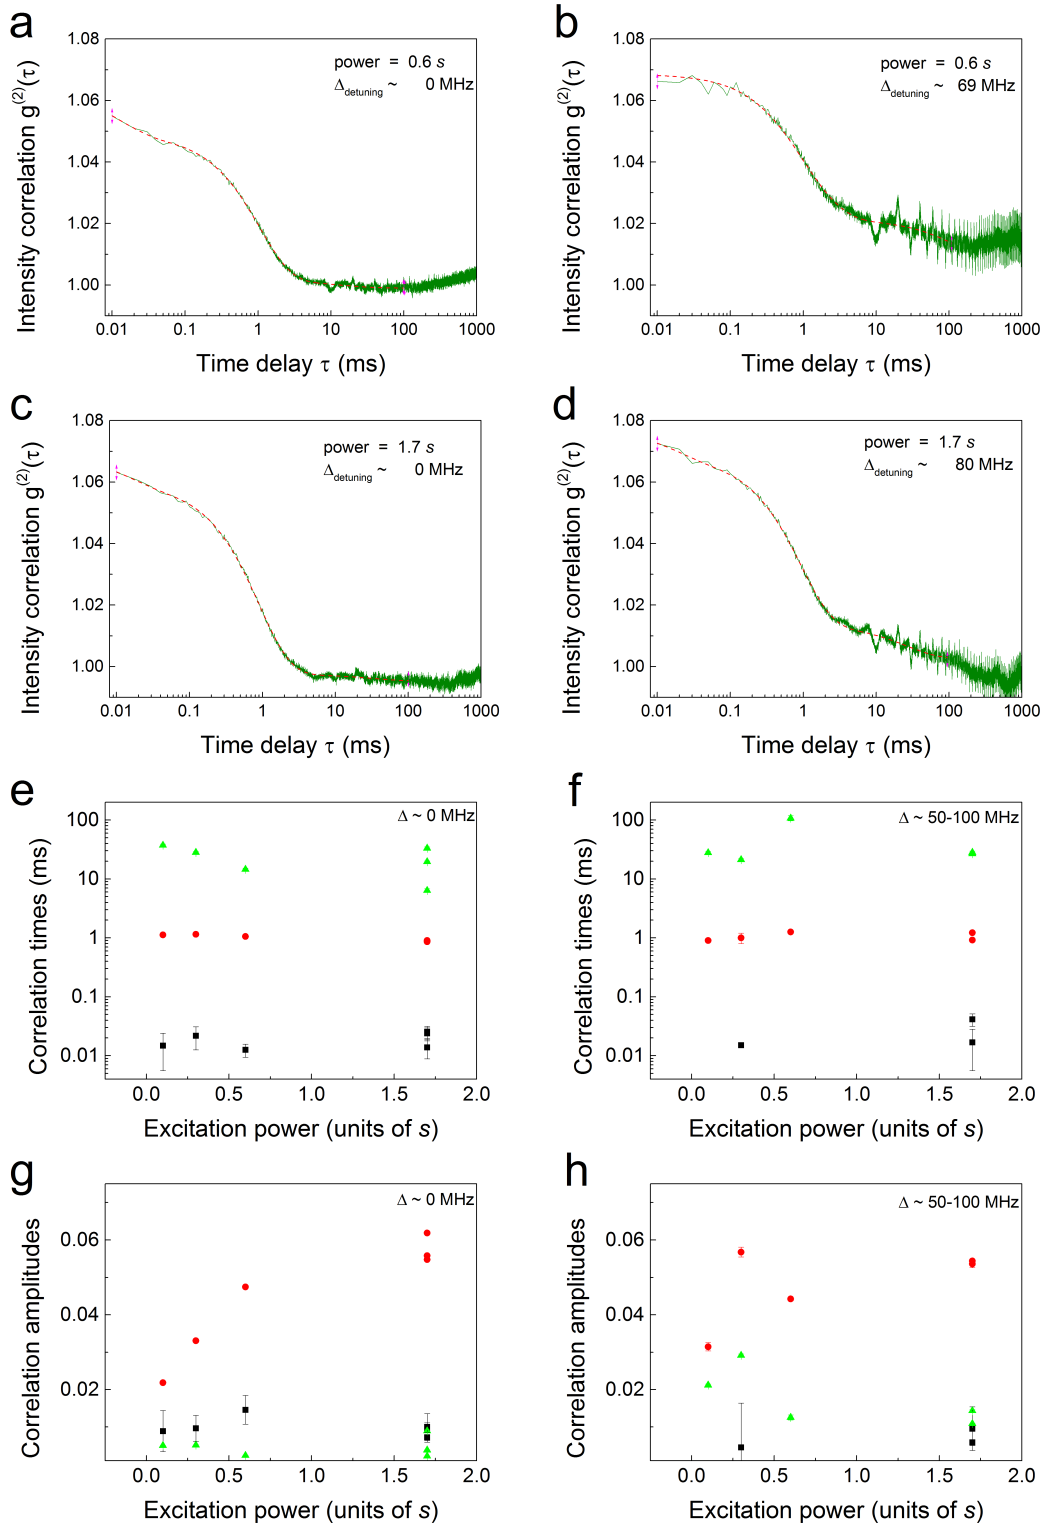 a
1.08
1.06
1.04
1.02
1.00
0.01 0.1 1 10 100 1000
Intensity correlation g(2)(τ)
Time delay τ (ms)
power = 0.6 s
Δdetuning ~ 0 MHz
b
1.08
1.06
1.04
1.02
1.00
0.01 0.1 1 10 100 1000
Intensity correlation g(2)(τ)
Time delay τ (ms)
power = 0.6 s
Δdetuning ~ 69 MHz
c
1.08
1.06
1.04
1.02
1.00
0.01 0.1 1 10 100 1000
Intensity correlation g(2)(τ)
Time delay τ (ms)
power = 1.7 s
Δdetuning ~ 0 MHz
d
1.08
1.06
1.04
1.02
1.00
0.01 0.1 1 10 100 1000
Intensity correlation g(2)(τ)
Time delay τ (ms)
power = 1.7 s
Δdetuning ~ 80 MHz
e
100
10
1
0.1
0.01
0.0 0.5 1.0 1.5 2.0
Correlation times (ms)
Excitation power (units of s)
Δ ~ 0 MHz
f
100
10
1
0.1
0.01
0.0 0.5 1.0 1.5 2.0
Correlation times (ms)
Excitation power (units of s)
Δ ~ 50-100 MHz
g
0.06
0.04
0.02
0.0 0.5 1.0 1.5 2.0
Correlation amplitudes
Excitation power (units of s)
Δ ~ 0 MHz
h
0.06
0.04
0.02
0.0 0.5 1.0 1.5 2.0
Correlation amplitudes
Excitation power (units of s)
Δ ~ 50-100 MHz